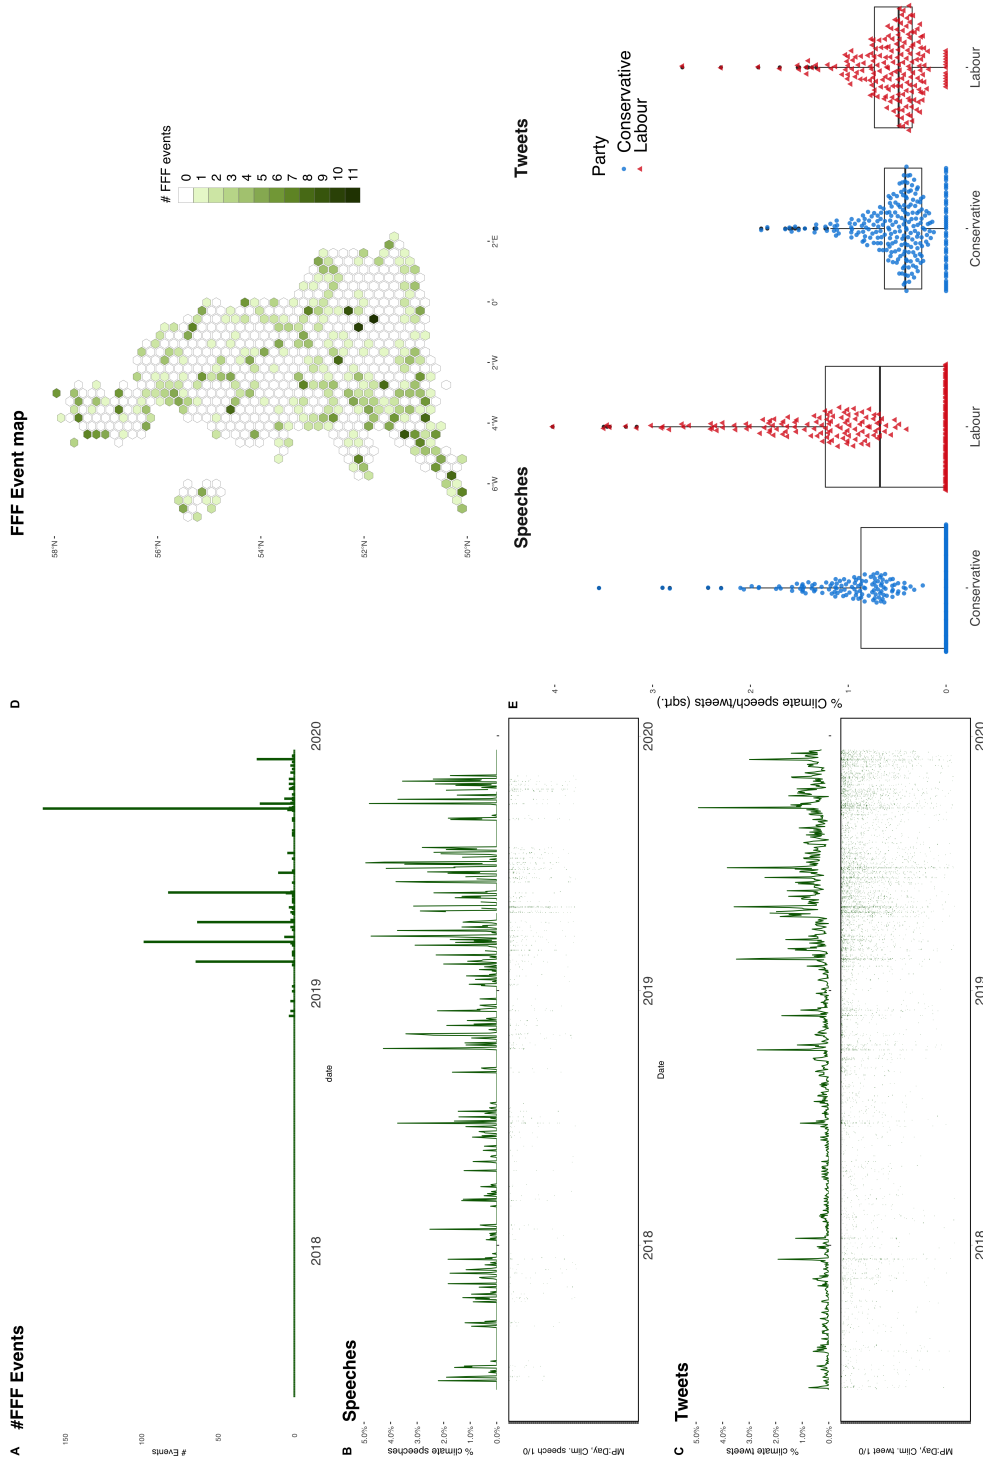 A #FFF Events
# Events
150
100
50
0
2018
2019
2020
date
B Speeches
% climate speeches
5.0%
4.0%
3.0%
2.0%
1.0%
0.0%
MP:Day, Clim. speech 1/0
2018
2019
2020
Date
C Tweets
% climate tweets
5.0%
4.0%
3.0%
2.0%
1.0%
0.0%
MP:Day, Clim. tweet 1/0
2018
2019
2020
D FFF Event map
58°N
56°N
54°N
52°N
50°N
6°W
4°W
2°W
0°
2°E
# FFF events
0
1
2
3
4
5
6
7
8
9
10
11
E
Speeches
Tweets
% Climate speech/tweets (sqrt.)
4
3
2
1
0
Conservative
Labour
Conservative
Labour
Party
Conservative
Labour